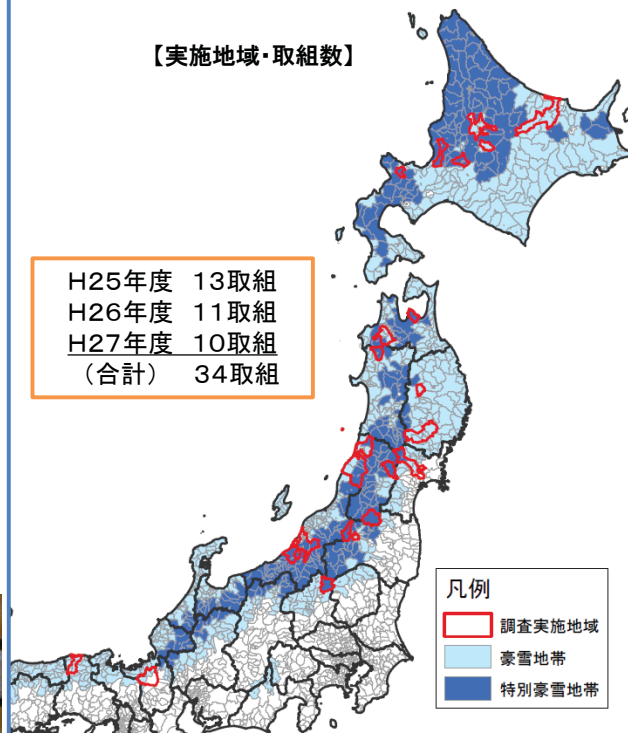 【実施地域・取組数】
H25年度 13取組
H26年度 11取組
H27年度 10取組
（合計） 34取組
凡例
調査実施地域
豪雪地帯
特別豪雪地帯